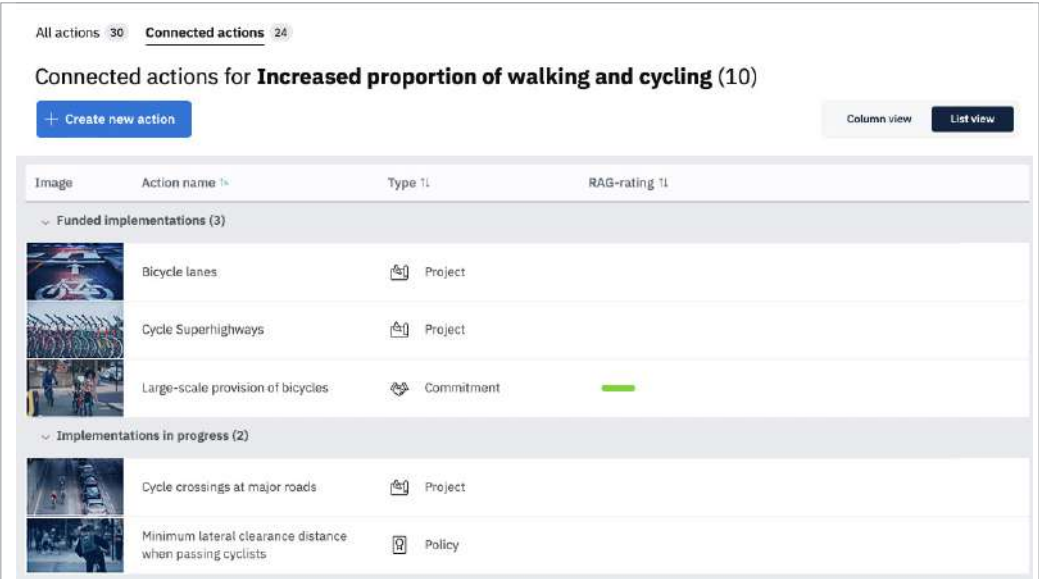 All actions 30 Connected actions 24
Connected actions for Increased proportion of walking and cycling (10)
+ Create new action Column view List view
Image Action name Type RAG-rating
Funded implementations (3)
Bicycle lanes Project
Cycle Superhighways Project
Large-scale provision of bicycles Commitment
Implementations in progress (2)
Cycle crossings at major roads Project
Minimum lateral clearance distance
when passing cyclists Policy